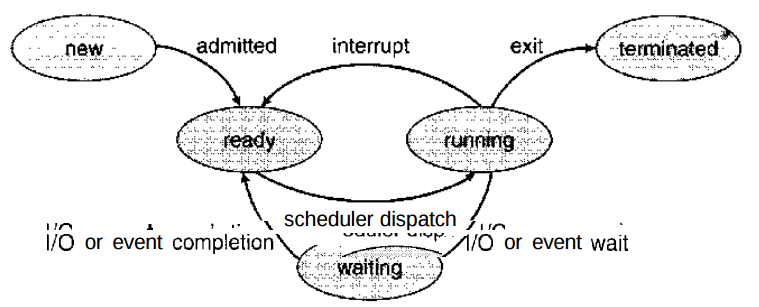 new
admitted
interrupt
exit
terminated
ready
running
scheduler dispatch
I/O or event completion
I/O or event wait
waiting